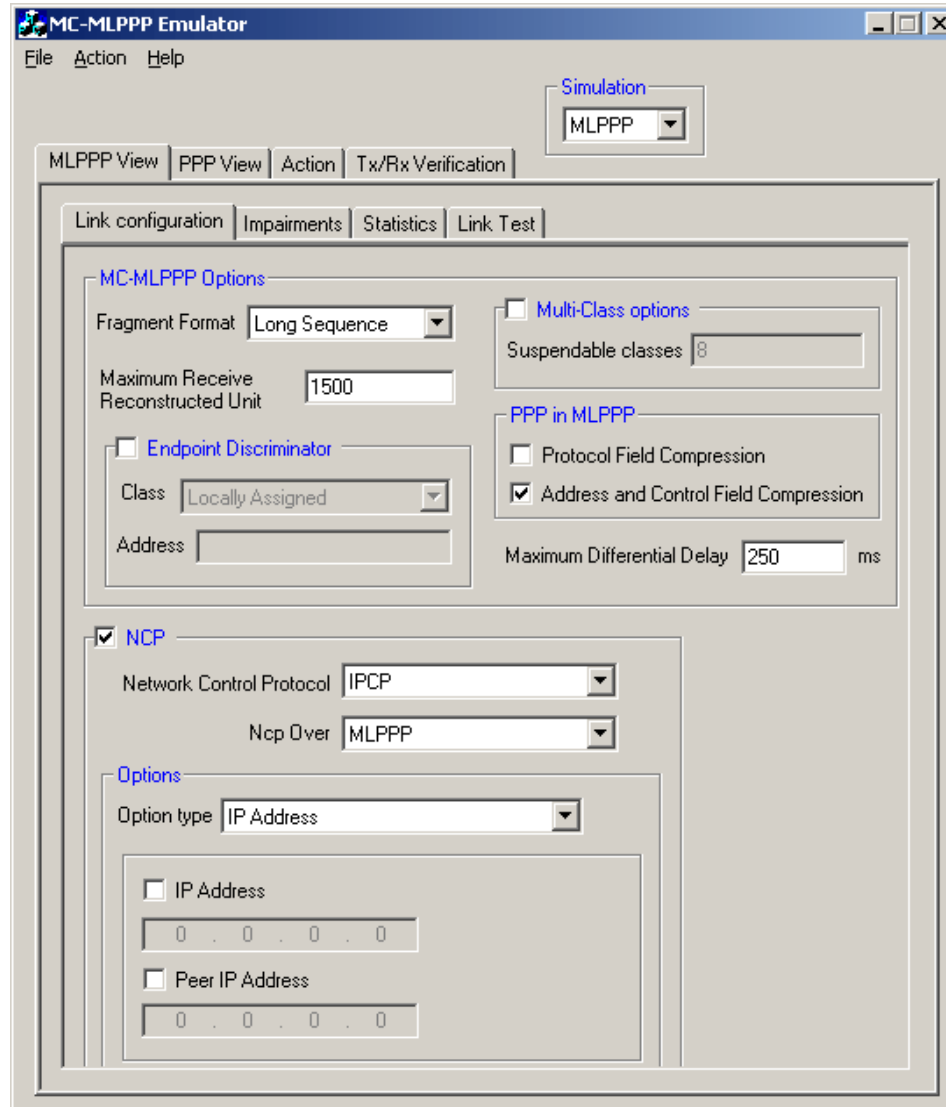 MC-MLPPP Emulator
File Action Help
Simulation
MLPPP
MLPPP View PPP View Action Tx/Rx Verification
Link configuration Impairments Statistics Link Test
MC-MLPPP Options
Fragment Format Long Sequence
Maximum Receive
Reconstructed Unit
1500
Endpoint Discriminator
Class Locally Assigned
Address
Multi-Class options
Suspendable classes 8
PPP in MLPPP
Protocol Field Compression
Address and Control Field Compression
Maximum Differential Delay 250 ms
NCP
Network Control Protocol IPCP
Ncp Over MLPPP
Options
Option type IP Address
IP Address
0 . 0 . 0 . 0
Peer IP Address
0 . 0 . 0 . 0